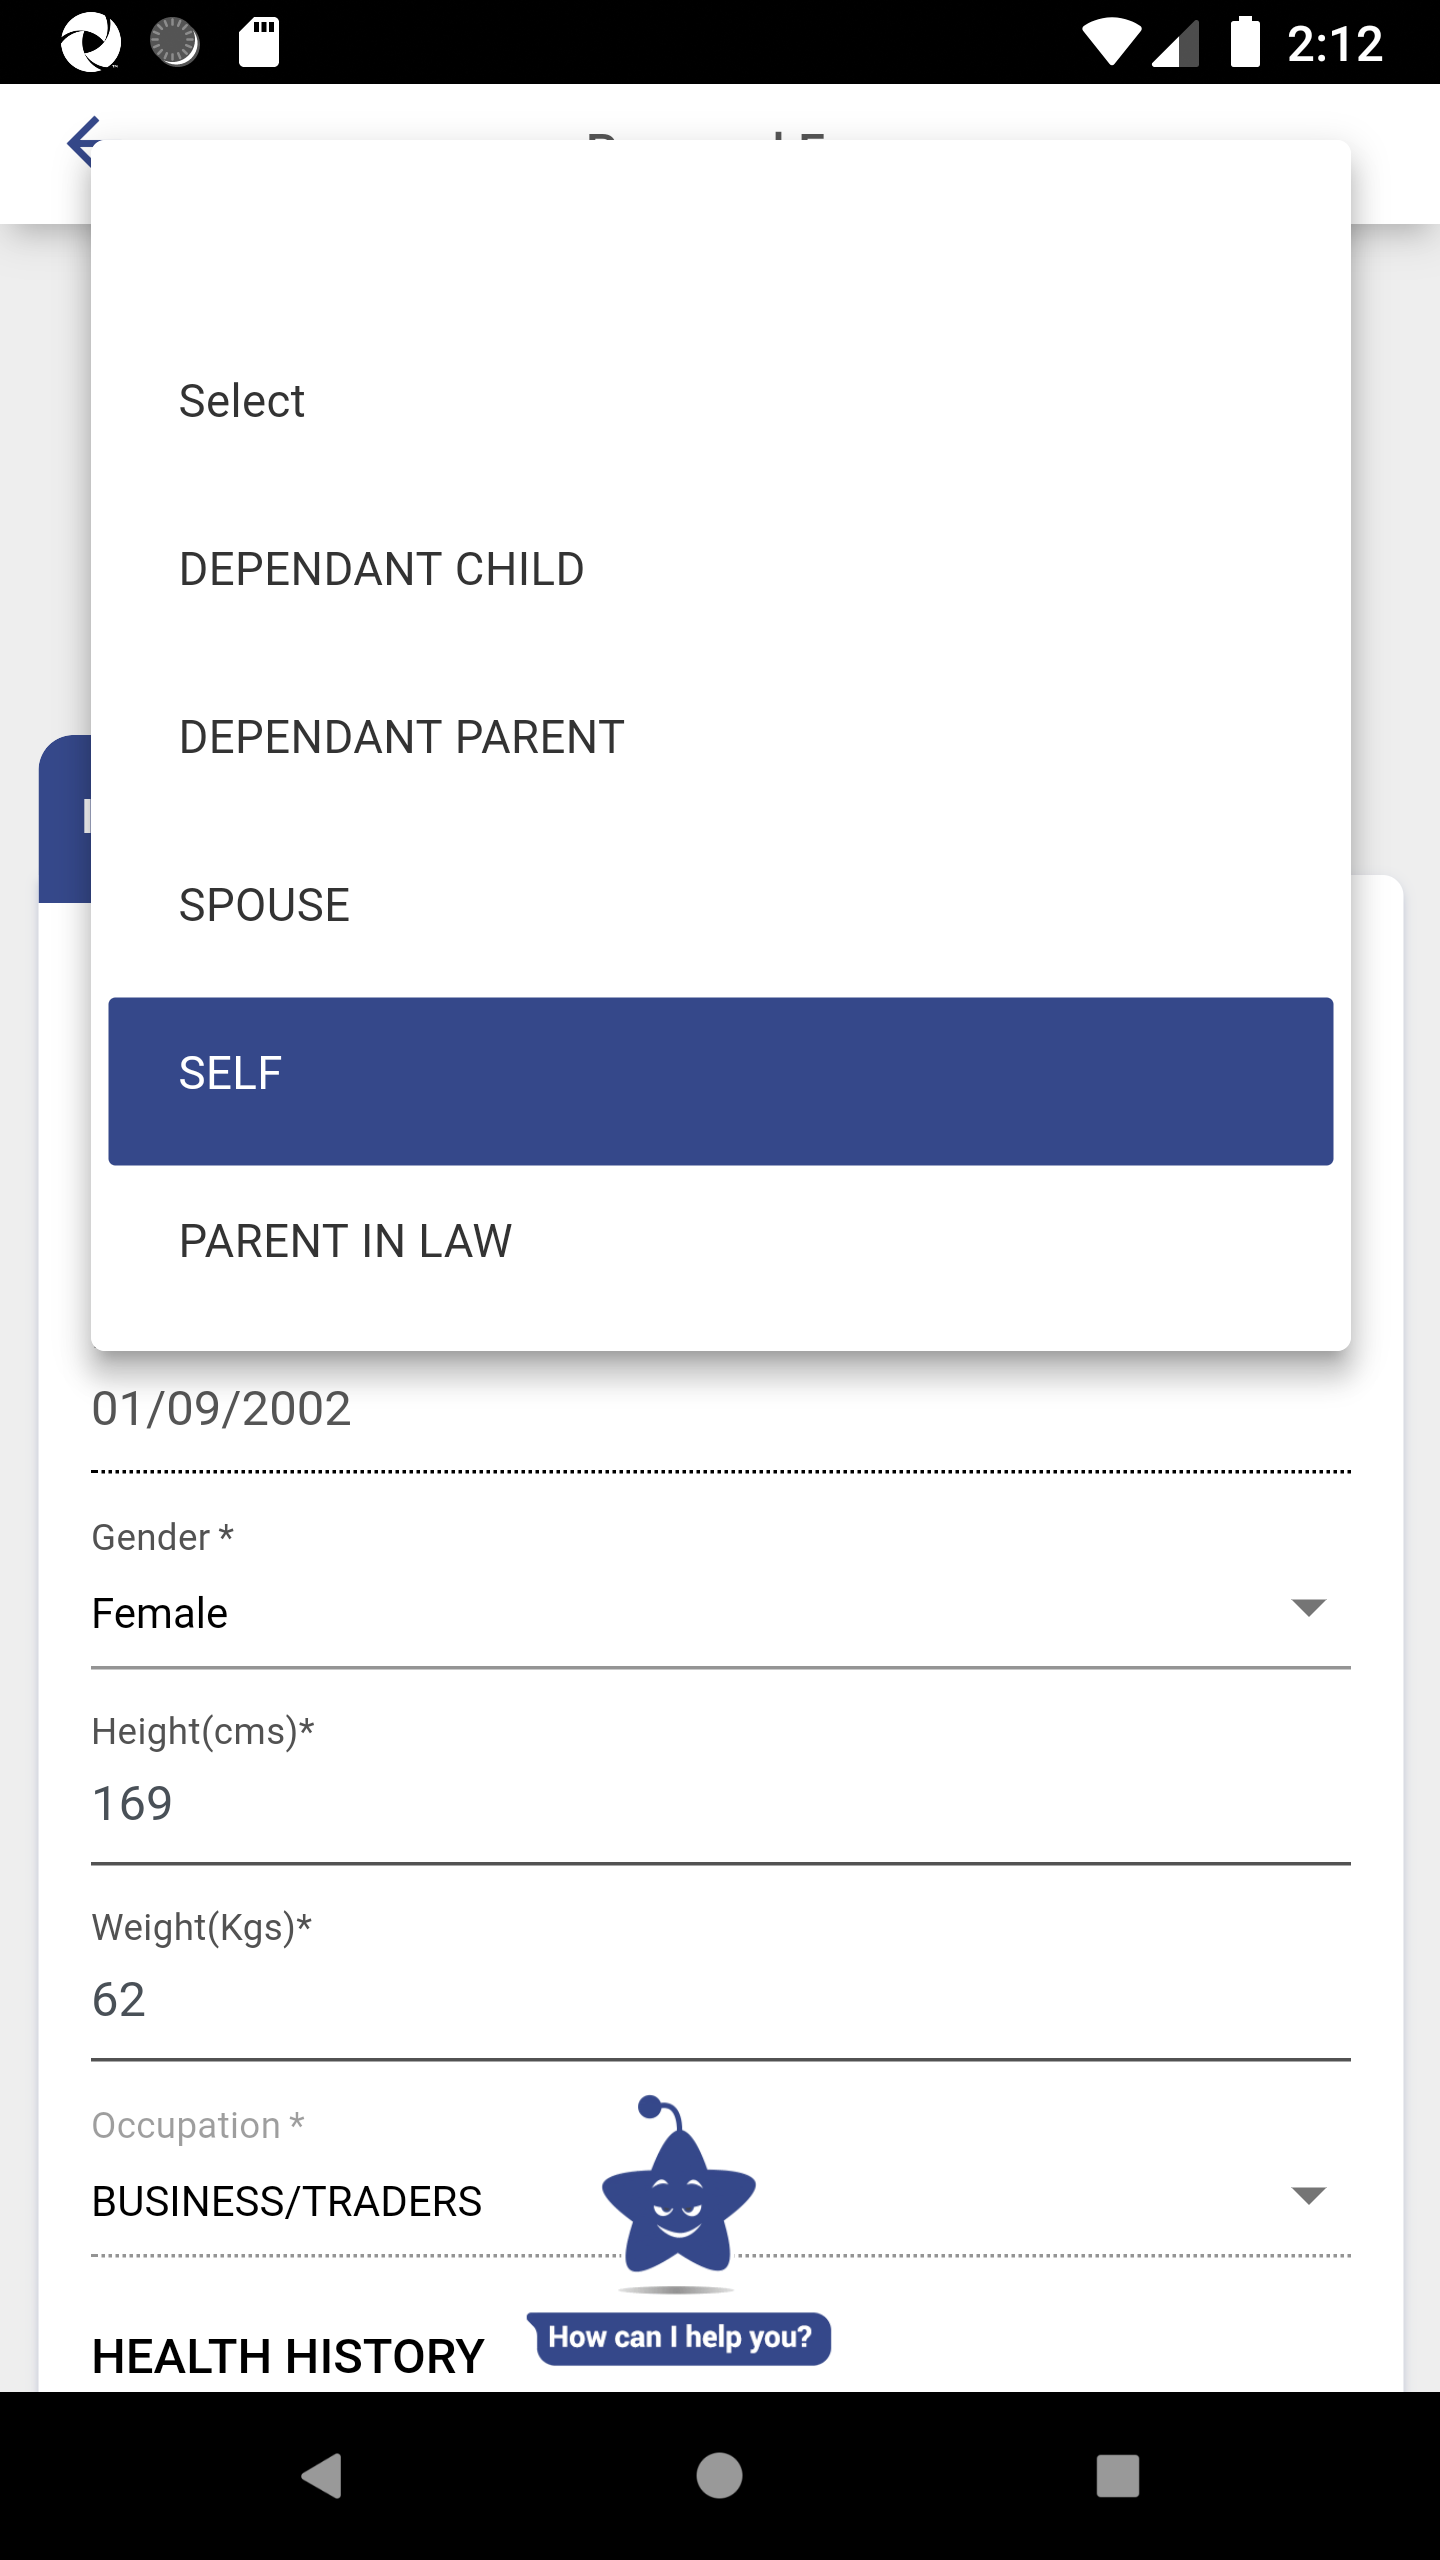 2:12
Select
DEPENDANT CHILD
DEPENDANT PARENT
SPOUSE
SELF
PARENT IN LAW
01/09/2002
Gender *
Female
Height(cms)*
169
Weight(Kgs)*
62
Occupation *
BUSINESS/TRADERS
HEALTH HISTORY
How can I help you?